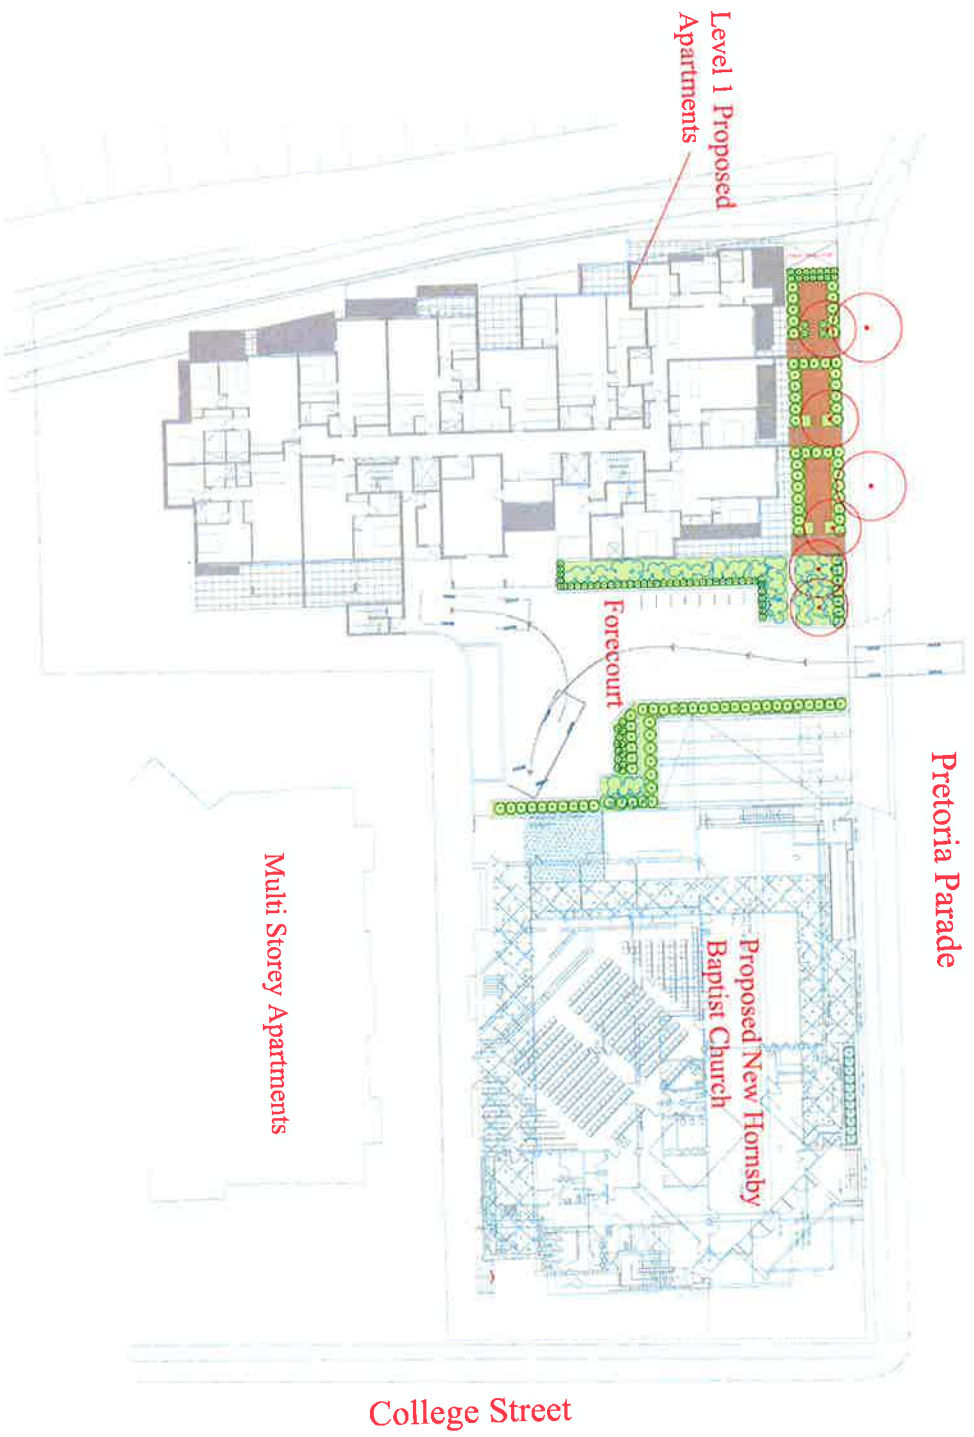 Level 1 Proposed
Apartments
Forecourt
Pretoria Parade
Multi Storey Apartments
Proposed New Hornsby
Baptist Church
College Street